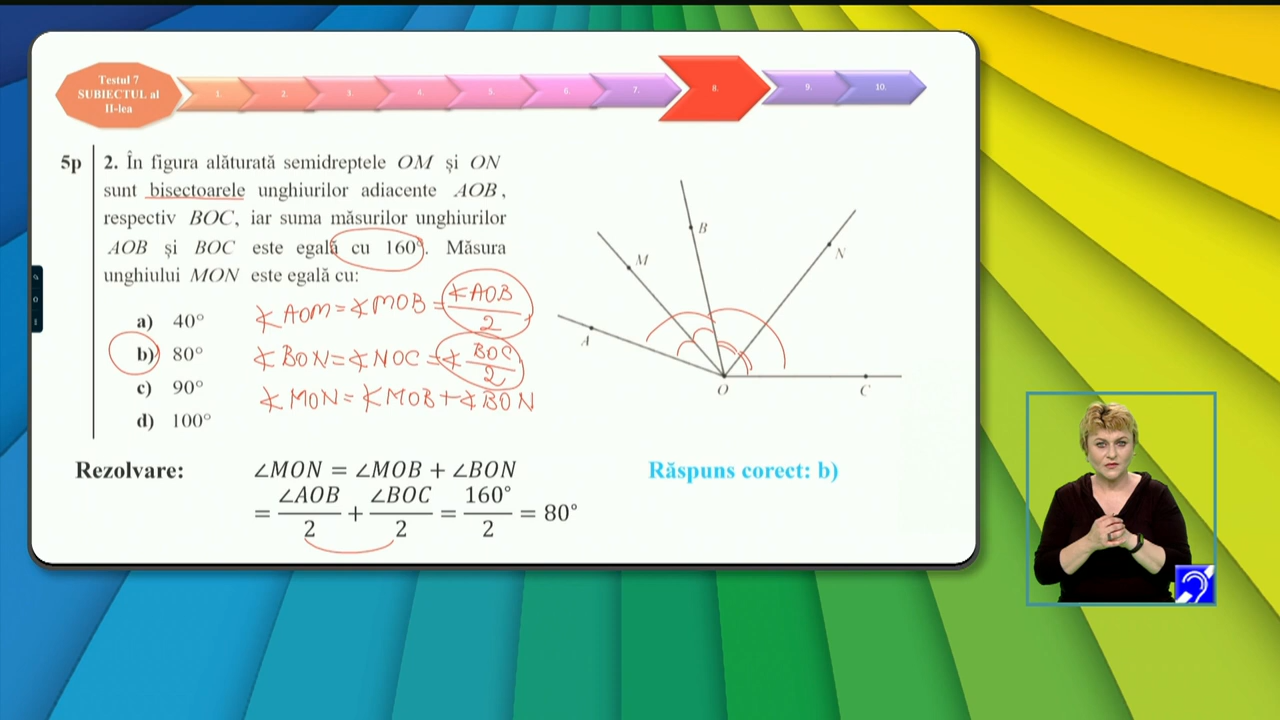 Testul 7
SUBIECTUL al
II-lea
1.
2.
3.
4.
5.
6.
7.
8.
9.
10.
5p
2. În figura alăturată semidreptele OM și ON
sunt bisectoarele unghiurilor adiacente AOB,
respectiv BOC, iar suma măsurilor unghiurilor
AOB și BOC este egală cu 160°. Măsura
unghiului MON este egală cu:
a) 40°
b) 80°
c) 90°
d) 100°
∢AOM=∢MOB=∢AOB/2
∢BON=∢NOC=∢BOC/2
∢MON=∢MOB+∢BON
A
M
B
N
O
C
Rezolvare:
∠MON = ∠MOB + ∠BON
= ∠AOB/2 + ∠BOC/2 = 160°/2 = 80°
Răspuns corect: b)